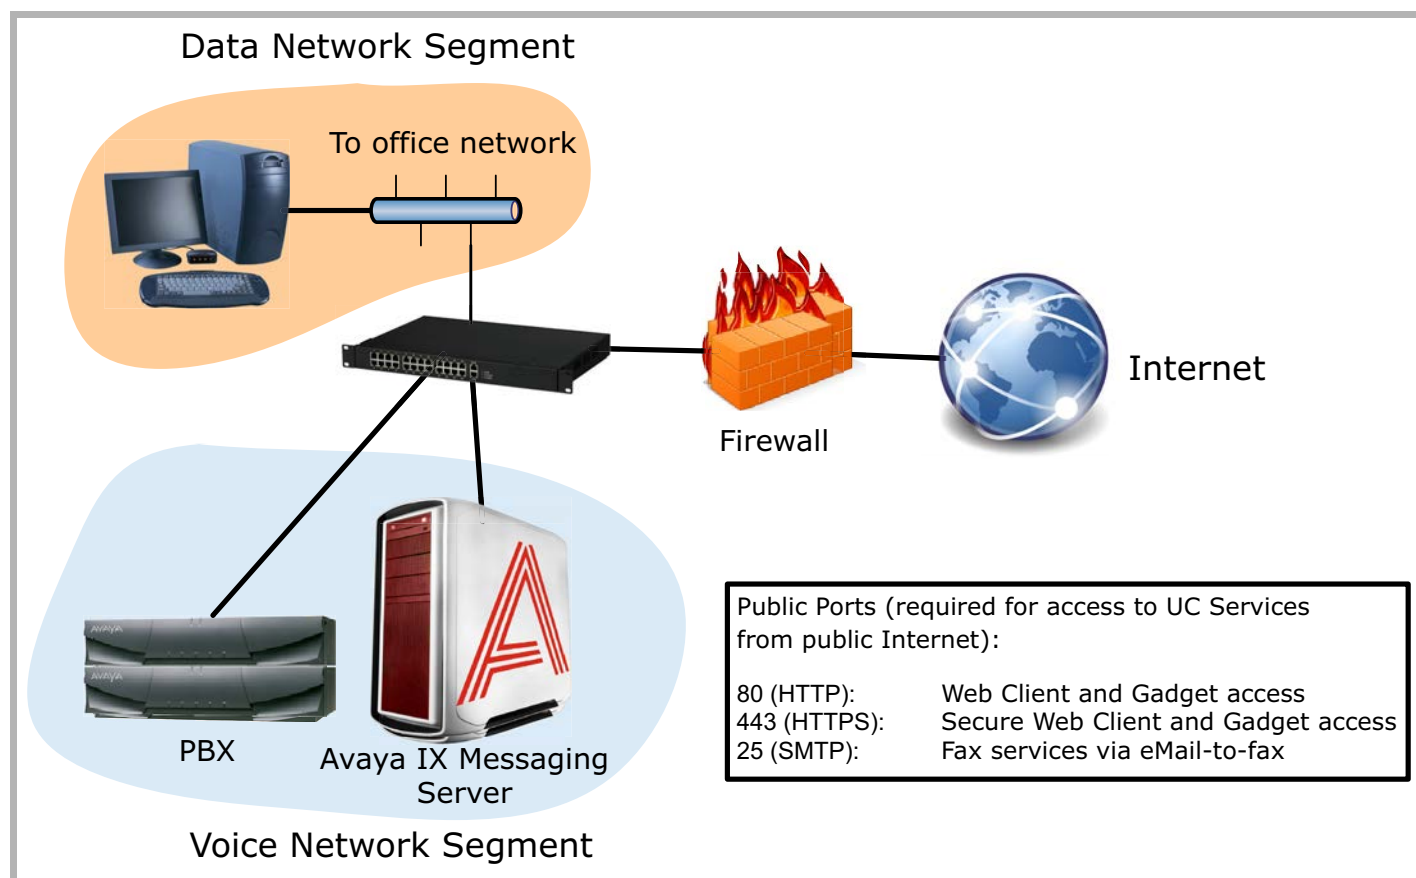 Data Network Segment
To office network
Internet
Firewall
AVAYA
AVAYA
PBX
Avaya IX Messaging
Server
Voice Network Segment
Public Ports (required for access to UC Services
from public Internet):
80 (HTTP): Web Client and Gadget access
443 (HTTPS): Secure Web Client and Gadget access
25 (SMTP): Fax services via eMail-to-fax